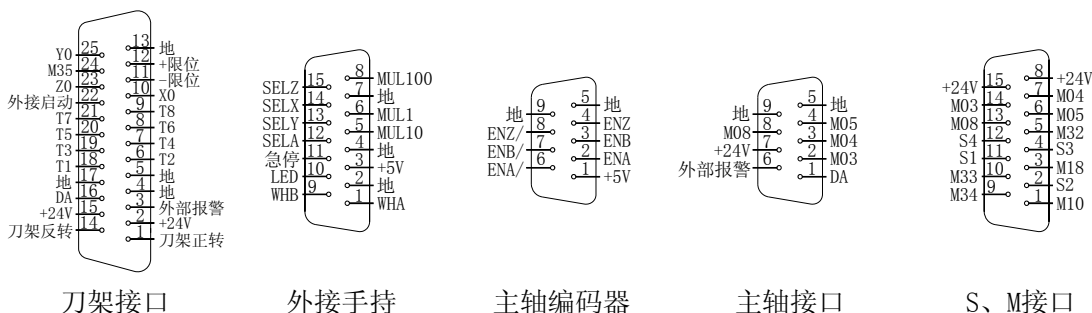 Y0 25
M35 24
Z0 23
外接启动 22
T7 21
T5 20
T3 19
T1 18
地 17
DA 16
+24V 15
刀架反转 14
13 地
12 +限位
11 -限位
10 X0
9 T8
8 T6
7 T4
6 T2
5 地
4 地
3 外部报警
2 +24V
1 刀架正转
刀架接口
SELZ 15
SELX 14
SELY 13
SELA 12
急停 11
LED 10
WHB 9
8 MUL100
7 地
6 MUL1
5 MUL10
4 地
3 +5V
2 地
1 WHA
外接手持
地 9
ENZ/ 8
ENB/ 7
ENA/ 6
5 地
4 ENZ
3 ENB
2 ENA
1 +5V
主轴编码器
地 9
M08 8
+24V 7
外部报警 6
5 地
4 M05
3 M04
2 M03
1 DA
主轴接口
+24V 15
M03 14
M08 13
S4 12
S1 11
M33 10
M34 9
8 +24V
7 M04
6 M05
5 M32
4 S3
3 M18
2 S2
1 M10
S、M接口